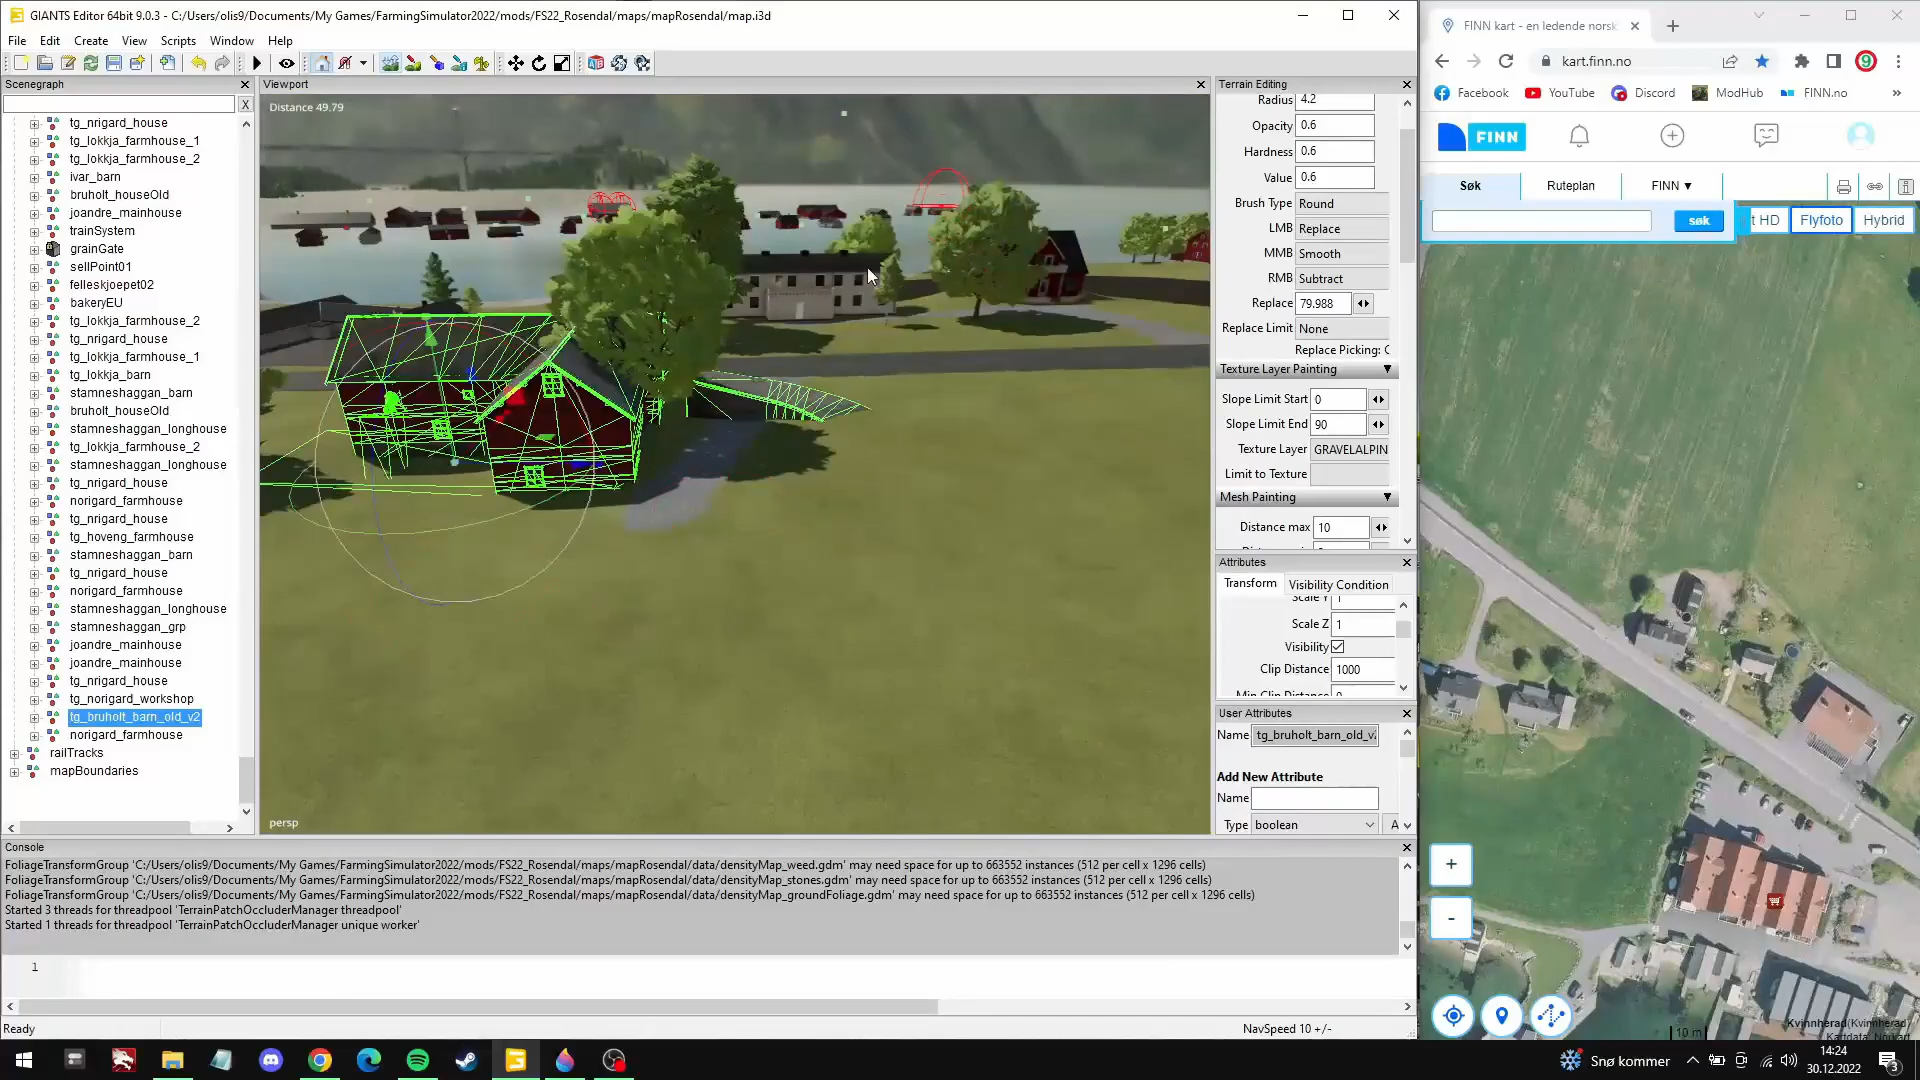 GIANTS Editor 64bit 9.0.3 - C:/Users/olis9/Documents/My Games/FarmingSimulator2022/mods/FS22_Rosendal/maps/mapRosendal/map.i3d
File Edit Create View Scripts Window Help
Scenegraph
X
tg_nrigard_house
tg_lokkja_farmhouse_1
tg_lokkja_farmhouse_2
ivar_barn
bruholt_houseOld
joandre_mainhouse
trainSystem
grainGate
sellPoint01
felleskjoepet02
bakeryEU
tg_lokkja_farmhouse_2
tg_nrigard_house
tg_lokkja_farmhouse_1
tg_lokkja_barn
stamneshaggan_barn
bruholt_houseOld
stamneshaggan_longhouse
tg_lokkja_farmhouse_2
stamneshaggan_longhouse
tg_nrigard_house
norigard_farmhouse
tg_nrigard_house
tg_hoveng_farmhouse
stamneshaggan_barn
tg_nrigard_house
norigard_farmhouse
stamneshaggan_longhouse
stamneshaggan_grp
joandre_mainhouse
joandre_mainhouse
tg_nrigard_house
tg_norigard_workshop
tg_bruholt_barn_old_v2
norigard_farmhouse
railTracks
mapBoundaries
Viewport
Distance 49.79
persp
Terrain Editing
Radius 4.2
Opacity 0.6
Hardness 0.6
Value 0.6
Brush Type Round
LMB Replace
MMB Smooth
RMB Subtract
Replace 79.988
Replace Limit None
Replace Picking: C
Texture Layer Painting
Slope Limit Start 0
Slope Limit End 90
Texture Layer GRAVELALPIN
Limit to Texture
Mesh Painting
Distance max 10
Attributes
Transform Visibility Condition
Scale Y 1
Scale Z 1
Visibility
Clip Distance 1000
Min Clip Distance 0
User Attributes
Name tg_bruholt_barn_old_v
Add New Attribute
Name
Type boolean A
Console
FoliageTransformGroup 'C:/Users/olis9/Documents/My Games/FarmingSimulator2022/mods/FS22_Rosendal/maps/mapRosendal/data/densityMap_weed.gdm' may need space for up to 663552 instances (512 per cell x 1296 cells)
FoliageTransformGroup 'C:/Users/olis9/Documents/My Games/FarmingSimulator2022/mods/FS22_Rosendal/maps/mapRosendal/data/densityMap_stones.gdm' may need space for up to 663552 instances (512 per cell x 1296 cells)
FoliageTransformGroup 'C:/Users/olis9/Documents/My Games/FarmingSimulator2022/mods/FS22_Rosendal/maps/mapRosendal/data/densityMap_groundFoliage.gdm' may need space for up to 663552 instances (512 per cell x 1296 cells)
Started 3 threads for threadpool 'TerrainPatchOccluderManager threadpool'
Started 1 threads for threadpool 'TerrainPatchOccluderManager unique worker'
1
Ready
NavSpeed 10 +/-
FINN kart - en ledende norsk
kart.finn.no
9
Facebook YouTube Discord ModHub FINN.no »
FINN
Søk Ruteplan FINN ▼
søk
t HD Flyfoto Hybrid
+
-
10 m
Kvinnherad(Kvinnherad)
Snø kommer
14:24
30.12.2022
3